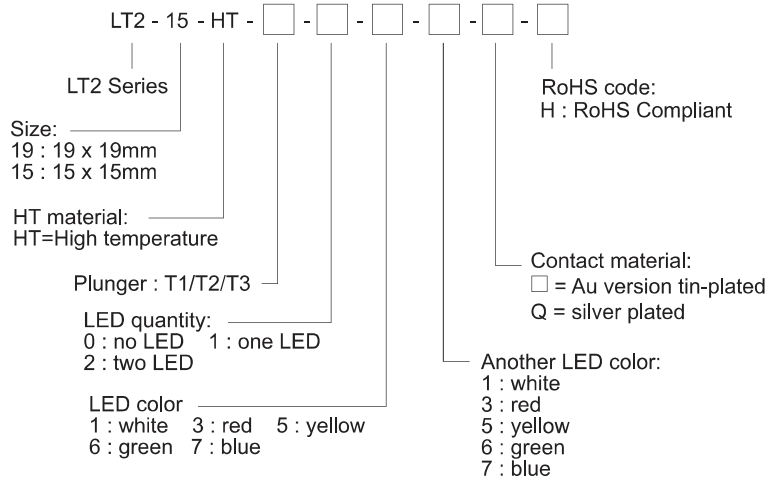 LT2 - 15 - HT - □ - □ - □ - □ - □ - □
LT2 Series
RoHS code:
H : RoHS Compliant
Size:
19 : 19 x 19mm
15 : 15 x 15mm
HT material:
HT=High temperature
Contact material:
□ = Au version tin-plated
Q = silver plated
Plunger : T1/T2/T3
LED quantity:
0 : no LED 1 : one LED
2 : two LED
Another LED color:
1 : white
3 : red
5 : yellow
6 : green
7 : blue
LED color
1 : white 3 : red 5 : yellow
6 : green 7 : blue